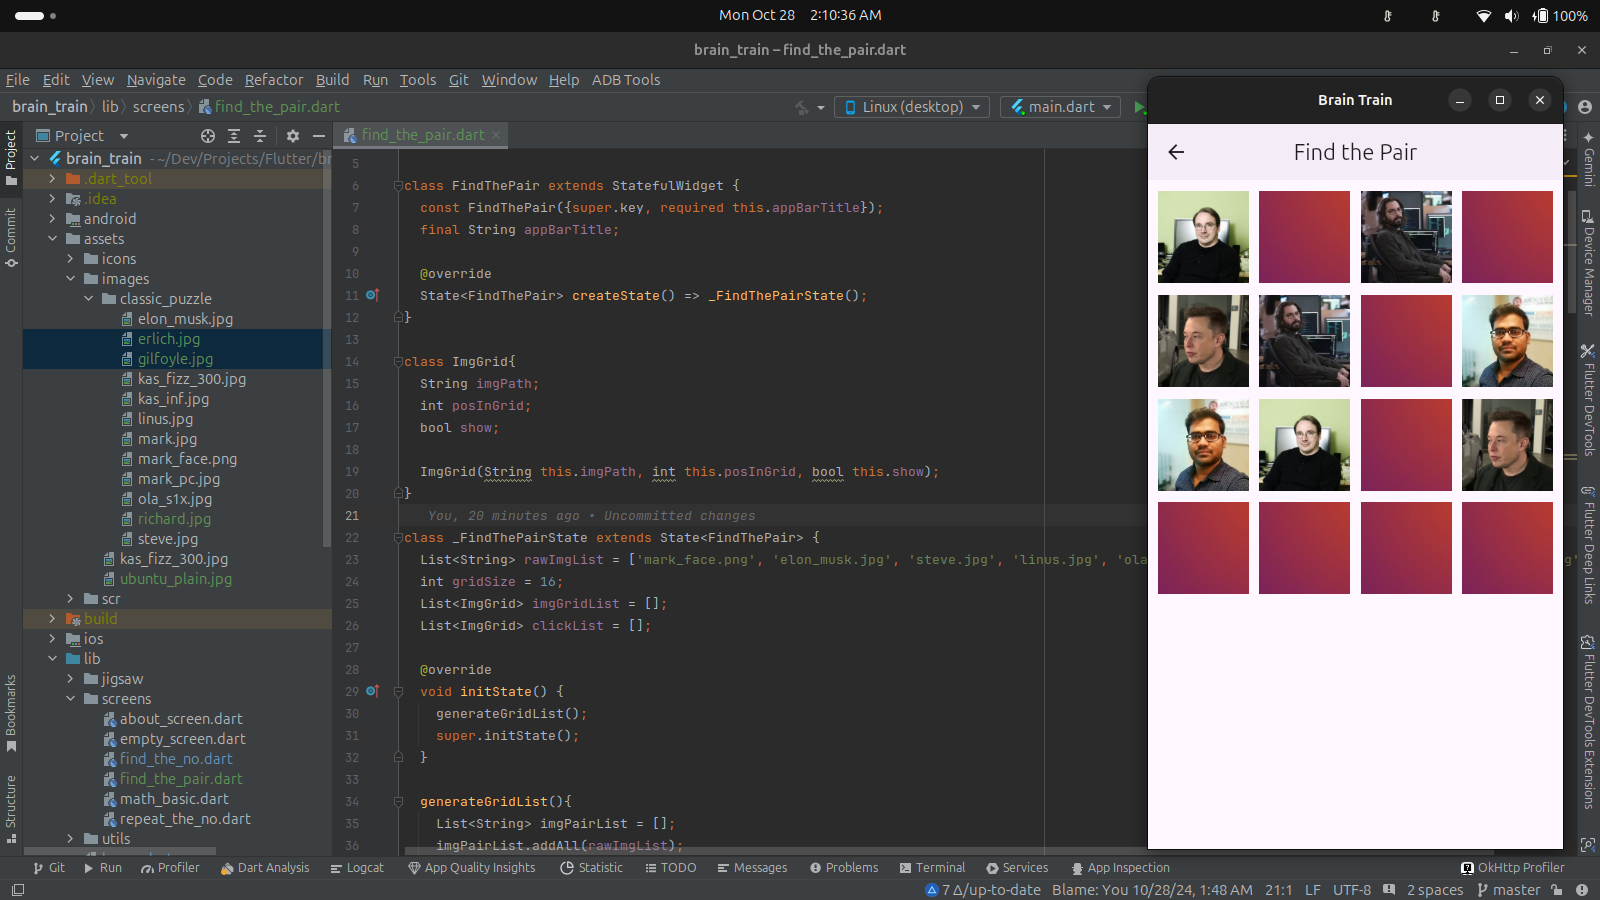 Mon Oct 28 2:10:36 AM
100%
brain_train – find_the_pair.dart
File Edit View Navigate Code Refactor Build Run Tools Git Window Help ADB Tools
brain_train lib screens find_the_pair.dart
Linux (desktop) main.dart
Project
find_the_pair.dart
Project
Commit
Bookmarks
Structure
brain_train ~/Dev/Projects/Flutter/br
.dart_tool
.idea
android
assets
icons
images
classic_puzzle
elon_musk.jpg
erlich.jpg
gilfoyle.jpg
kas_fizz_300.jpg
kas_inf.jpg
linus.jpg
mark.jpg
mark_face.png
mark_pc.jpg
ola_s1x.jpg
richard.jpg
steve.jpg
kas_fizz_300.jpg
ubuntu_plain.jpg
scr
build
ios
lib
jigsaw
screens
about_screen.dart
empty_screen.dart
find_the_no.dart
find_the_pair.dart
math_basic.dart
repeat_the_no.dart
utils
5
6 class FindThePair extends StatefulWidget {
7 const FindThePair({super.key, required this.appBarTitle});
8 final String appBarTitle;
9
10 @override
11 State<FindThePair> createState() => _FindThePairState();
12 }
13
14 class ImgGrid{
15 String imgPath;
16 int posInGrid;
17 bool show;
18
19 ImgGrid(String this.imgPath, int this.posInGrid, bool this.show);
20 }
21 You, 20 minutes ago • Uncommitted changes
22 class _FindThePairState extends State<FindThePair> {
23 List<String> rawImgList = ['mark_face.png', 'elon_musk.jpg', 'steve.jpg', 'linus.jpg', 'ola
24 int gridSize = 16;
25 List<ImgGrid> imgGridList = [];
26 List<ImgGrid> clickList = [];
27
28 @override
29 void initState() {
30 generateGridList();
31 super.initState();
32 }
33
34 generateGridList(){
35 List<String> imgPairList = [];
36 imgPairList.addAll(rawImgList);
Brain Train
Find the Pair
Gemini
Device Manager
Flutter DevTools
Flutter Deep Links
Flutter DevTools Extensions
Git Run Profiler Dart Analysis Logcat App Quality Insights Statistic TODO Messages Problems Terminal Services App Inspection OkHttp Profiler
7 Δ/up-to-date Blame: You 10/28/24, 1:48 AM 21:1 LF UTF-8 2 spaces master